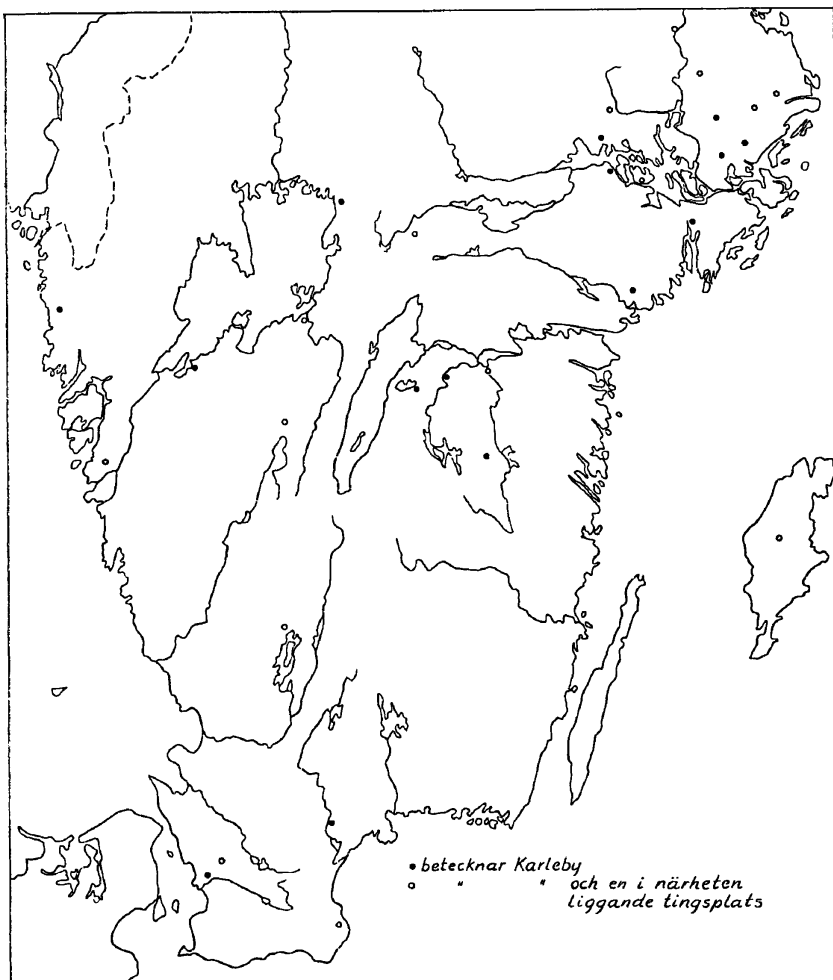 • betecknar Karleby
○ " " och en i närheten
liggande tingsplats